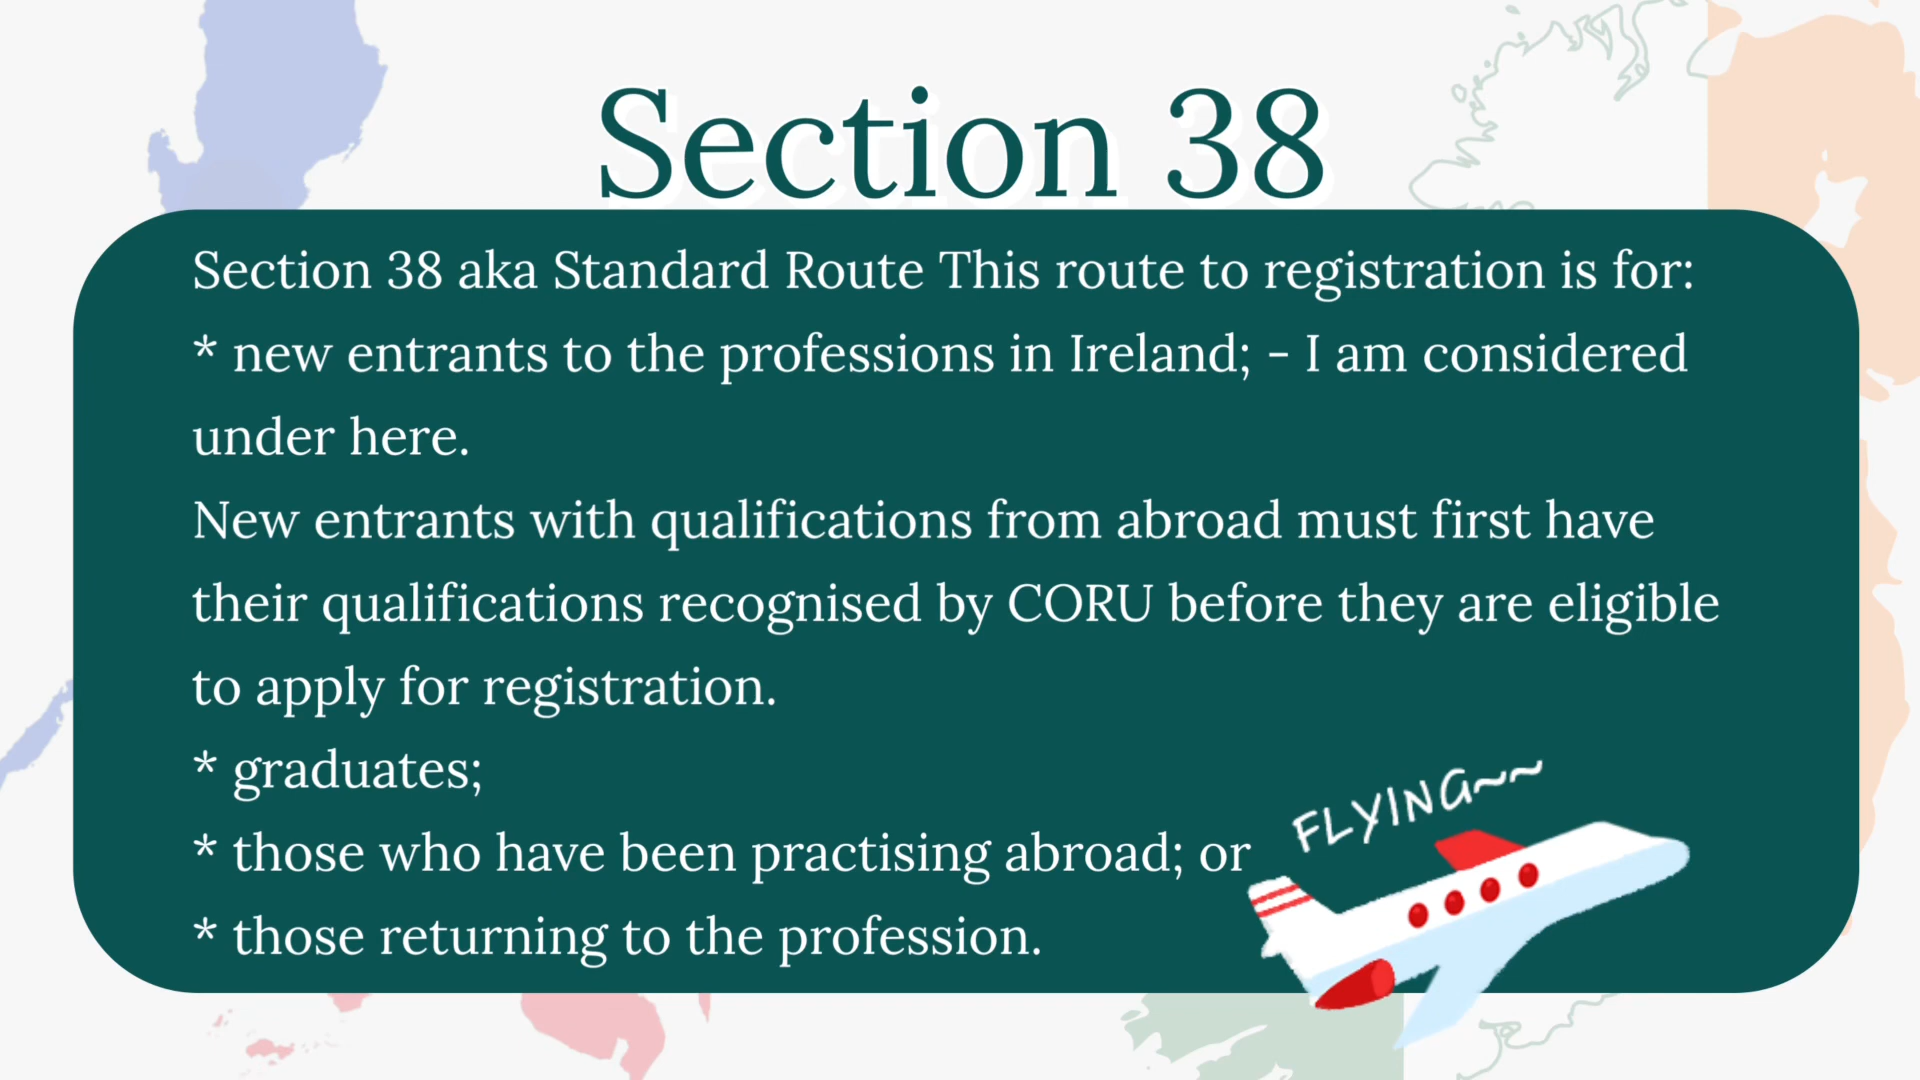 Section 38
Section 38 aka Standard Route This route to registration is for:
* new entrants to the professions in Ireland; - I am considered
under here.
New entrants with qualifications from abroad must first have
their qualifications recognised by CORU before they are eligible
to apply for registration.
* graduates;
* those who have been practising abroad; or
* those returning to the profession.
FLYING~~